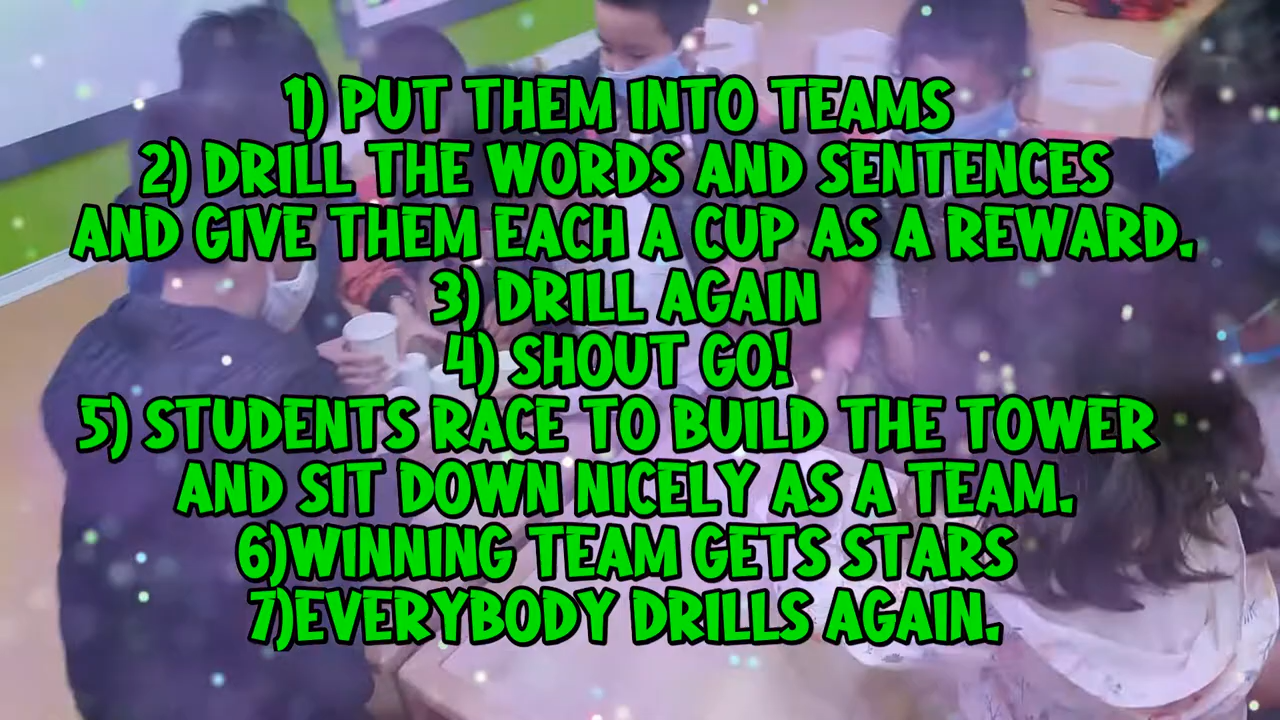 1) PUT THEM INTO TEAMS
2) DRILL THE WORDS AND SENTENCES
AND GIVE THEM EACH A CUP AS A REWARD.
3) DRILL AGAIN
4) SHOUT GO!
5) STUDENTS RACE TO BUILD THE TOWER
AND SIT DOWN NICELY AS A TEAM.
6)WINNING TEAM GETS STARS
7)EVERYBODY DRILLS AGAIN.